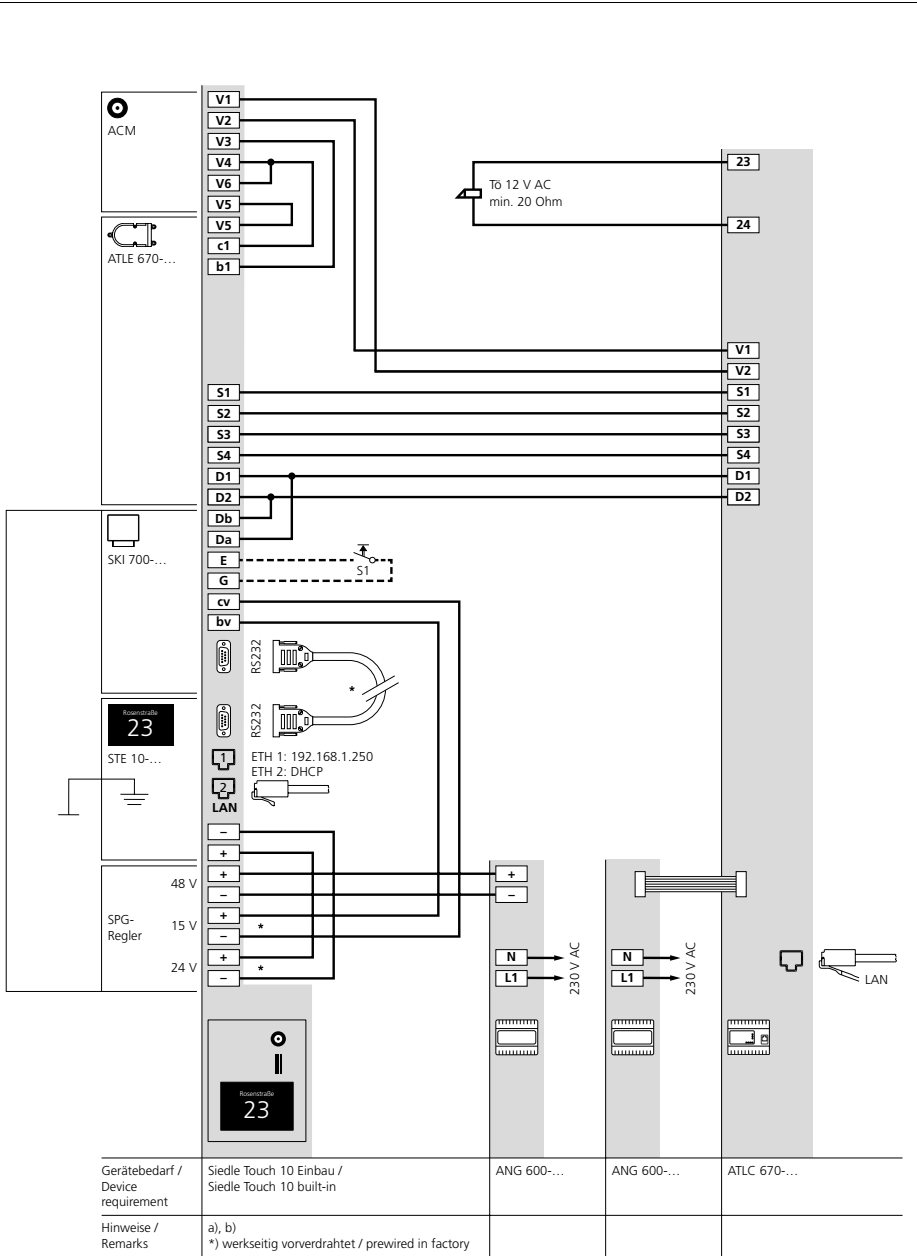 ACM
V1
V2
V3
V4
V6
V5
V5
c1
b1
ATLE 670-...
Tö 12 V AC
min. 20 Ohm
23
24
V1
V2
S1
S2
S3
S4
D1
D2
Db
Da
E
G
cv
bv
S1
S2
S3
S4
D1
D2
SKI 700-...
S1
RS232
*
RS232
Rosenstraße
23
STE 10-...
1
2
LAN
ETH 1: 192.168.1.250
ETH 2: DHCP
–
+
+
–
+
–
+
–
48 V
SPG-
Regler
15 V
24 V
*
*
+
–
N
L1
230 V AC
N
L1
230 V AC
LAN
Rosenstraße
23
Gerätebedarf /
Device
requirement
Siedle Touch 10 Einbau /
Siedle Touch 10 built-in
ANG 600-...
ANG 600-...
ATLC 670-...
Hinweise /
Remarks
a), b)
*) werkseitig vorverdrahtet / prewired in factory